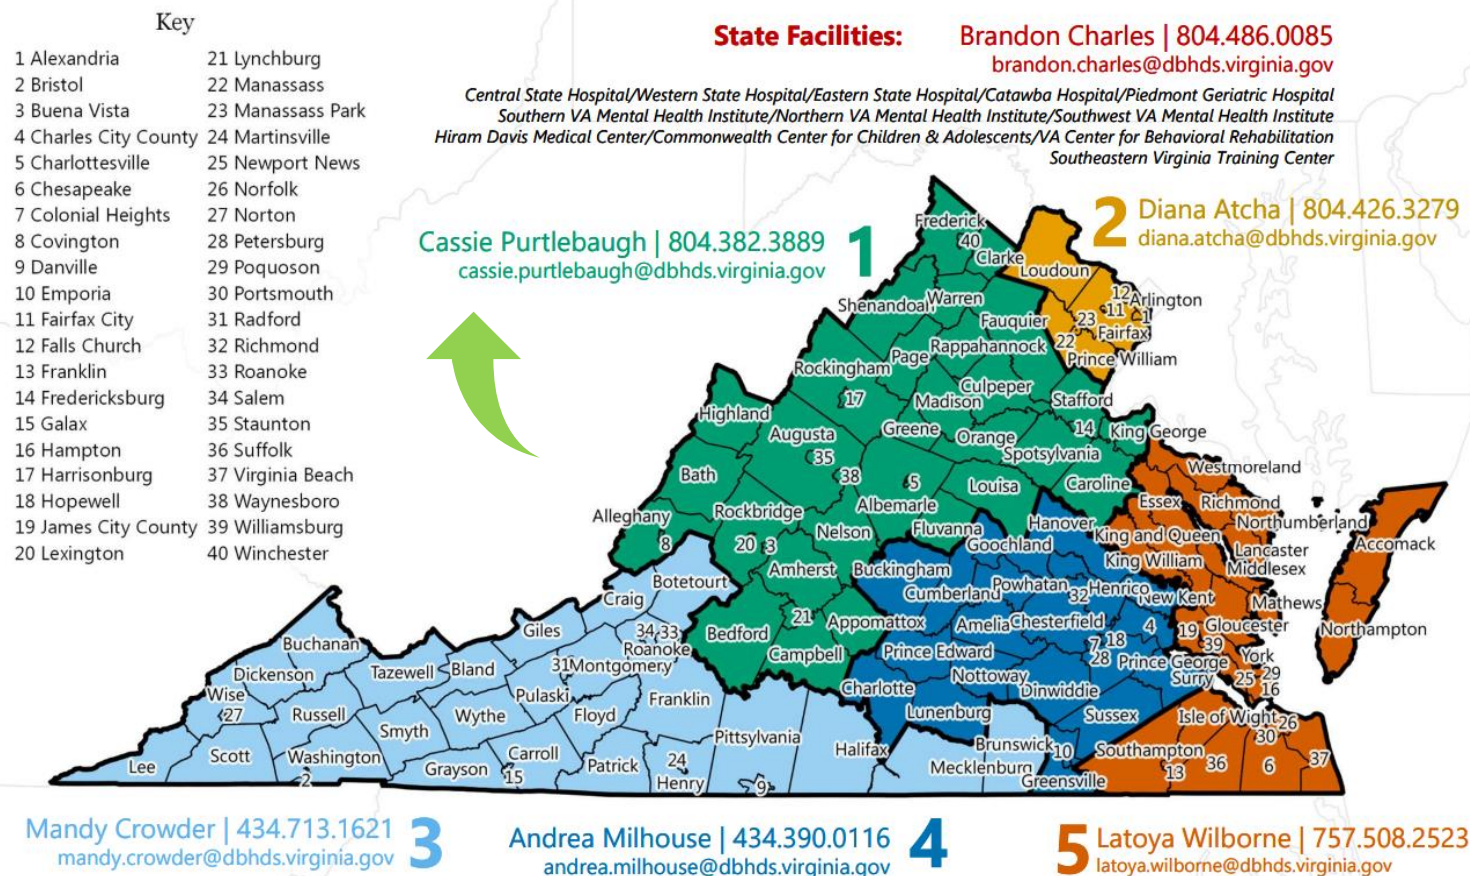 Key
1 Alexandria
2 Bristol
3 Buena Vista
4 Charles City County
5 Charlottesville
6 Chesapeake
7 Colonial Heights
8 Covington
9 Danville
10 Emporia
11 Fairfax City
12 Falls Church
13 Franklin
14 Fredericksburg
15 Galax
16 Hampton
17 Harrisonburg
18 Hopewell
19 James City County
20 Lexington
21 Lynchburg
22 Manassass
23 Manassass Park
24 Martinsville
25 Newport News
26 Norfolk
27 Norton
28 Petersburg
29 Poquoson
30 Portsmouth
31 Radford
32 Richmond
33 Roanoke
34 Salem
35 Staunton
36 Suffolk
37 Virginia Beach
38 Waynesboro
39 Williamsburg
40 Winchester
State Facilities: Brandon Charles | 804.486.0085
brandon.charles@dbhds.virginia.gov
Central State Hospital/Western State Hospital/Eastern State Hospital/Catawba Hospital/Piedmont Geriatric Hospital
Southern VA Mental Health Institute/Northern VA Mental Health Institute/Southwest VA Mental Health Institute
Hiram Davis Medical Center/Commonwealth Center for Children & Adolescents/VA Center for Behavioral Rehabilitation
Southeastern Virginia Training Center
Cassie Purtlebaugh | 804.382.3889 1
cassie.purtlebaugh@dbhds.virginia.gov
2 Diana Atcha | 804.426.3279
diana.atcha@dbhds.virginia.gov
Frederick
40
Clarke
Loudoun
Shenandoah
Warren
12
Arlington
11
1
Fauquier
23
Fairfax
22
Rappahannock
Page
Prince William
Rockingham
Culpeper
17
Madison
Stafford
Highland
Augusta
Greene
Orange
14
King George
35
Spotsylvania
Westmoreland
Bath
38
5
Louisa
Caroline
Essex
Richmond
Alleghany
Rockbridge
Albemarle
Nelson
Fluvanna
Hanover
Northumberland
8
20
3
Goochland
King and Queen
Lancaster
Accomack
King William
Middlesex
Botetourt
Amherst
Buckingham
Cumberland
Powhatan
32
Henrico
New Kent
Mathews
Craig
21
Appomattox
Amelia
Chesterfield
4
19
Gloucester
Northampton
Giles
34
33
Roanoke
Bedford
7
18
39
Buchanan
Campbell
Prince Edward
28
Prince George
York
Dickenson
Tazewell
Bland
31
Montgomery
Nottoway
Surry
25
29
16
Wise
Pulaski
Franklin
Charlotte
Dinwiddie
27
Russell
Wythe
Floyd
Lunenburg
Sussex
Isle of Wight
26
30
Smyth
Pittsylvania
Scott
Washington
Carroll
Halifax
Brunswick
10
Southampton
Lee
Grayson
15
Patrick
24
Henry
Mecklenburg
13
36
6
37
2
9
Greensville
Mandy Crowder | 434.713.1621 3
mandy.crowder@dbhds.virginia.gov
Andrea Milhouse | 434.390.0116 4
andrea.milhouse@dbhds.virginia.gov
5 Latoya Wilborne | 757.508.2523
latoya.wilborne@dbhds.virginia.gov